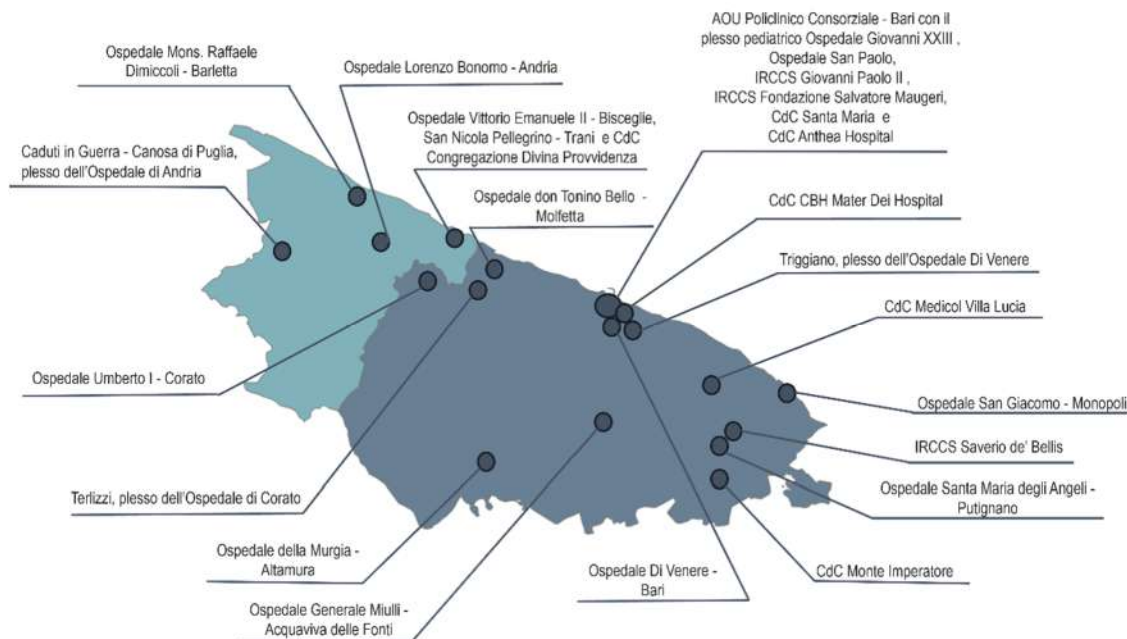 Ospedale Mons. Raffaele
Dimiccoli - Barletta
Ospedale Lorenzo Bonomo - Andria
AOU Policlinico Consorziale - Bari con il
plesso pediatrico Ospedale Giovanni XXIII ,
Ospedale San Paolo,
IRCCS Giovanni Paolo II ,
IRCCS Fondazione Salvatore Maugeri,
CdC Santa Maria e
CdC Anthea Hospital
Ospedale Vittorio Emanuele II - Bisceglie,
San Nicola Pellegrino - Trani e CdC
Congregazione Divina Provvidenza
Caduti in Guerra - Canosa di Puglia,
plesso dell'Ospedale di Andria
Ospedale don Tonino Bello -
Molfetta
CdC CBH Mater Dei Hospital
Triggiano, plesso dell'Ospedale Di Venere
CdC Medicol Villa Lucia
Ospedale Umberto I - Corato
Ospedale San Giacomo - Monopoli
IRCCS Saverio de' Bellis
Terlizzi, plesso dell'Ospedale di Corato
Ospedale Santa Maria degli Angeli -
Putignano
Ospedale della Murgia -
Altamura
Ospedale Di Venere -
Bari
CdC Monte Imperatore
Ospedale Generale Miulli -
Acquaviva delle Fonti